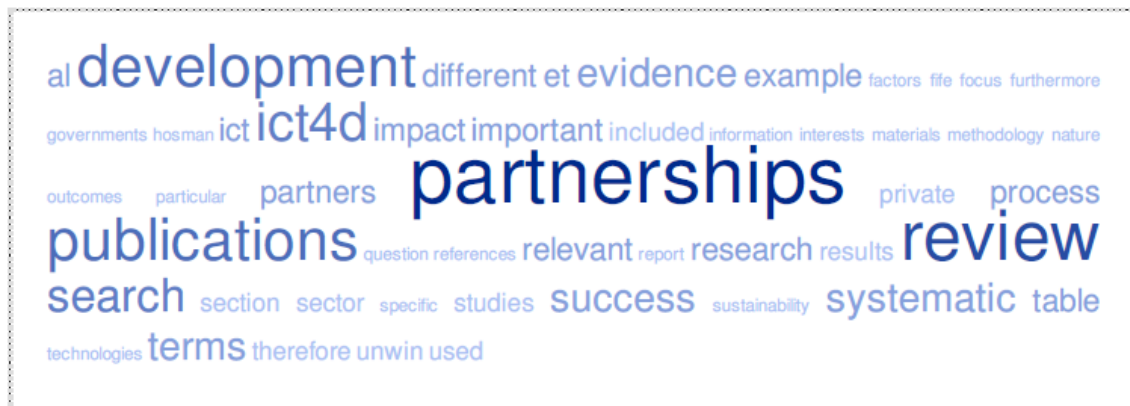 al development different et evidence example factors fife focus furthermore
governments hosman ict ict4d impact important included information interests materials methodology nature
outcomes particular partners partnerships private process
publications question references relevant report research results review
search section sector specific studies success sustainability systematic table
technologies terms therefore unwin used